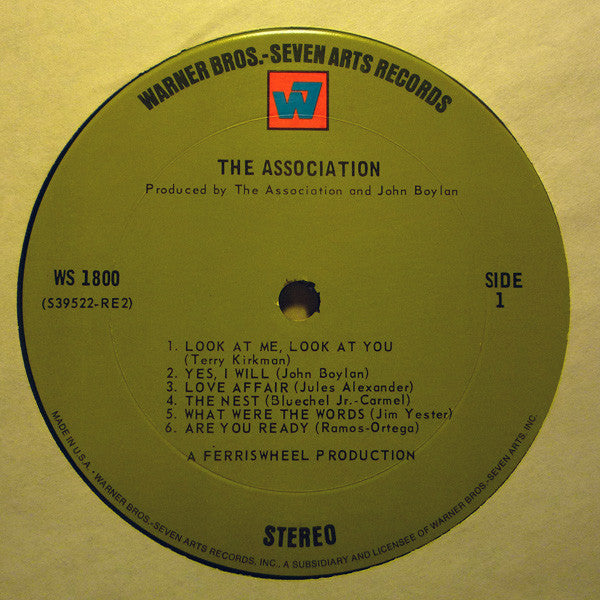 WARNER BROS.-SEVEN ARTS RECORDS
W7
THE ASSOCIATION
Produced by The Association and John Boylan
WS 1800
(S39522-RE2)
SIDE
1
1. LOOK AT ME, LOOK AT YOU
(Terry Kirkman)
2. YES, I WILL (John Boylan)
3. LOVE AFFAIR (Jules Alexander)
4. THE NEST (Bluechel Jr.-Carmel)
5. WHAT WERE THE WORDS (Jim Yester)
6. ARE YOU READY (Ramos-Ortega)
A FERRISWHEEL PRODUCTION
STEREO
MADE IN U.S.A. • WARNER BROS.-SEVEN ARTS RECORDS, INC., A SUBSIDIARY AND LICENSEE OF WARNER BROS.-SEVEN ARTS, INC.